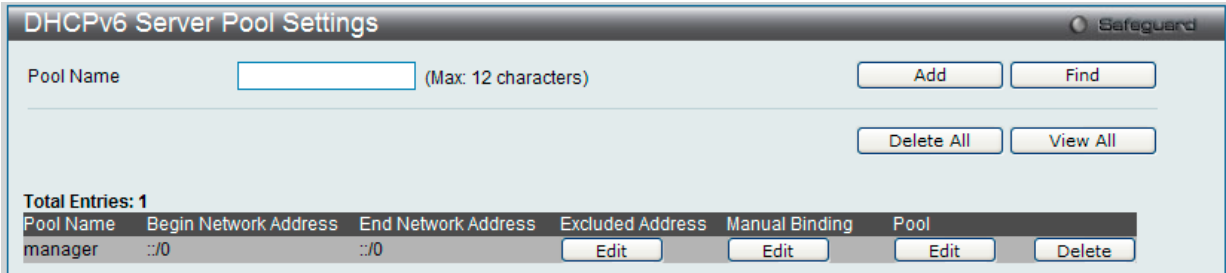 DHCPv6 Server Pool Settings
Safeguard
Pool Name (Max: 12 characters) Add Find
Delete All View All
Total Entries: 1
Pool Name Begin Network Address End Network Address Excluded Address Manual Binding Pool
manager ::/0 ::/0 Edit Edit Edit Delete